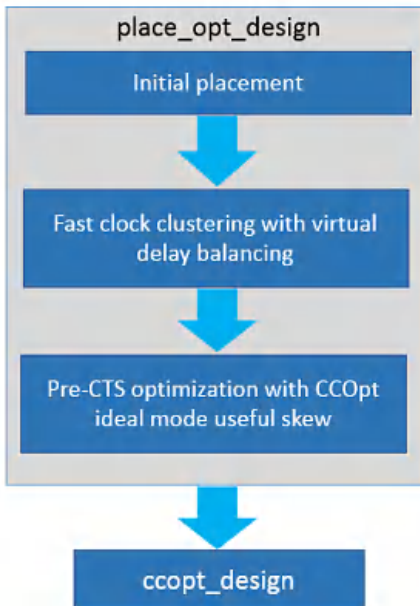 place_opt_design
Initial placement
Fast clock clustering with virtual
delay balancing
Pre-CTS optimization with CCOpt
ideal mode useful skew
ccopt_design